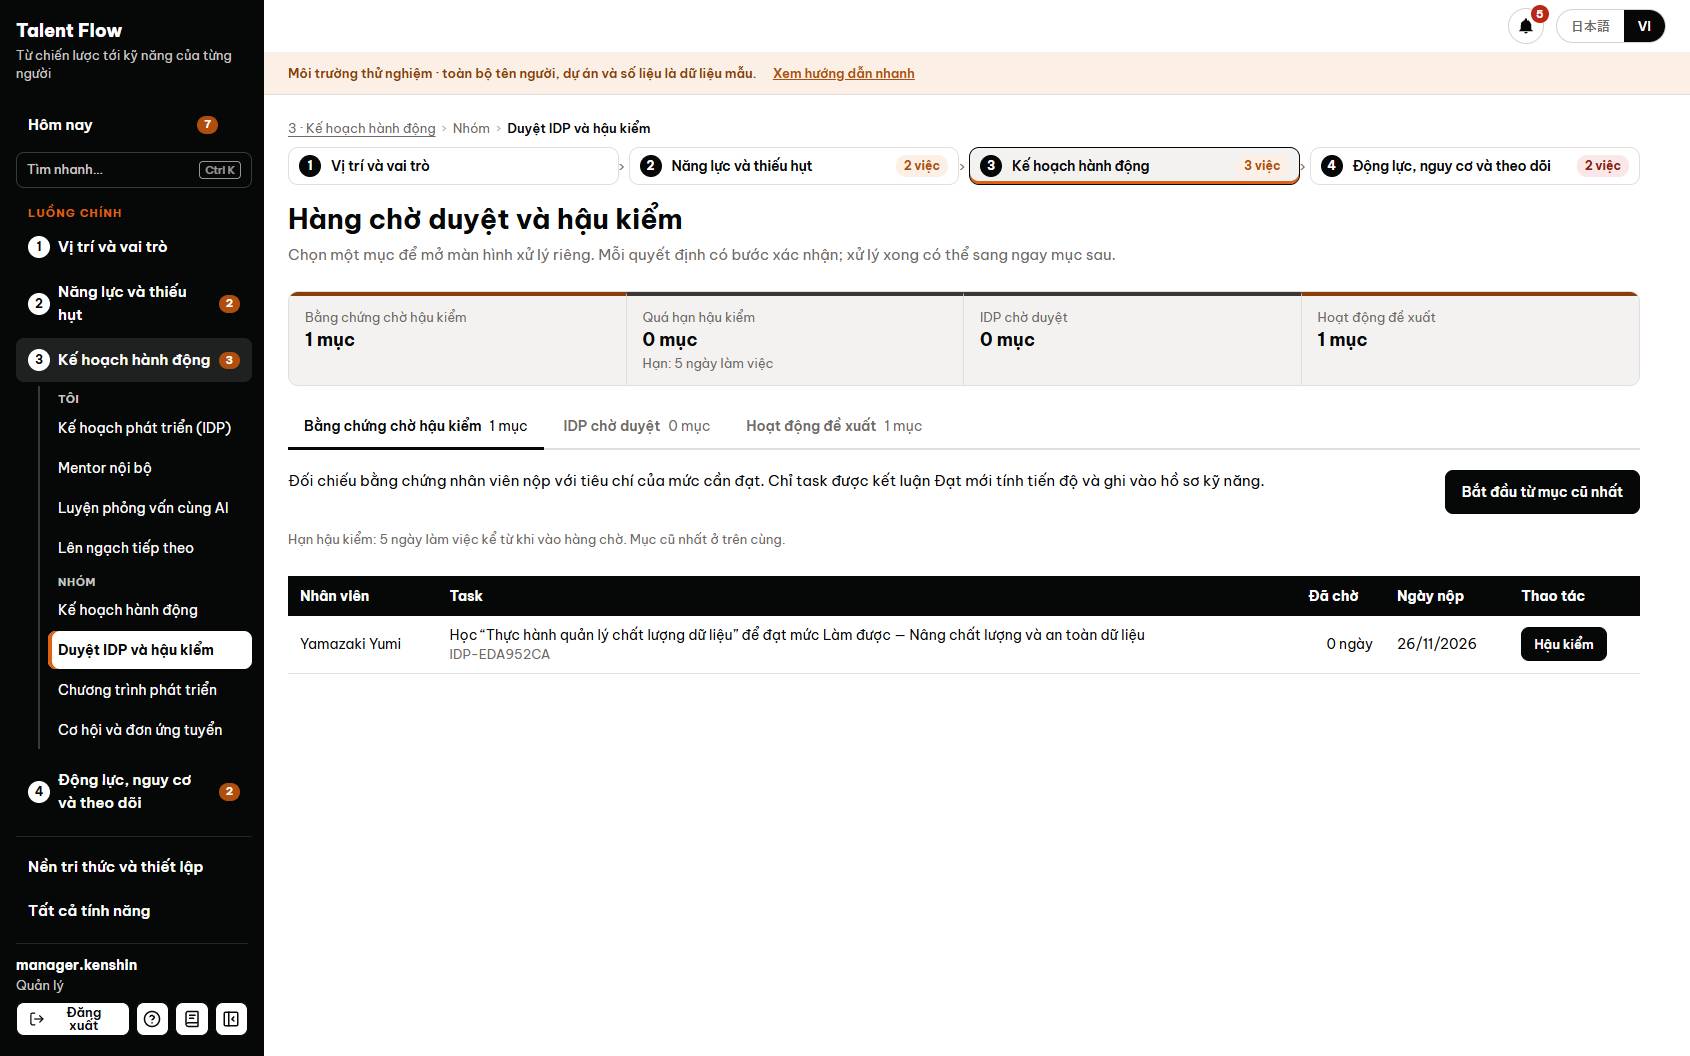 Talent Flow
Từ chiến lược tới kỹ năng của từng
người
Hôm nay
7
Tìm nhanh...
Ctrl K
LUỒNG CHÍNH
1
Vị trí và vai trò
2
Năng lực và thiếu
hụt
2
3
Kế hoạch hành động
3
TÔI
Kế hoạch phát triển (IDP)
Mentor nội bộ
Luyện phỏng vấn cùng AI
Lên ngạch tiếp theo
NHÓM
Kế hoạch hành động
Duyệt IDP và hậu kiểm
Chương trình phát triển
Cơ hội và đơn ứng tuyển
4
Động lực, nguy cơ
và theo dõi
2
Nền tri thức và thiết lập
Tất cả tính năng
manager.kenshin
Quản lý
Đăng
xuất
5
日本語
VI
Môi trường thử nghiệm · toàn bộ tên người, dự án và số liệu là dữ liệu mẫu. Xem hướng dẫn nhanh
3 · Kế hoạch hành động › Nhóm › Duyệt IDP và hậu kiểm
1 Vị trí và vai trò ›
2 Năng lực và thiếu hụt 2 việc ›
3 Kế hoạch hành động 3 việc ›
4 Động lực, nguy cơ và theo dõi 2 việc
Hàng chờ duyệt và hậu kiểm
Chọn một mục để mở màn hình xử lý riêng. Mỗi quyết định có bước xác nhận; xử lý xong có thể sang ngay mục sau.
Bằng chứng chờ hậu kiểm
1 mục
Quá hạn hậu kiểm
0 mục
Hạn: 5 ngày làm việc
IDP chờ duyệt
0 mục
Hoạt động đề xuất
1 mục
Bằng chứng chờ hậu kiểm 1 mục
IDP chờ duyệt 0 mục
Hoạt động đề xuất 1 mục
Đối chiếu bằng chứng nhân viên nộp với tiêu chí của mức cần đạt. Chỉ task được kết luận Đạt mới tính tiến độ và ghi vào hồ sơ kỹ năng.
Bắt đầu từ mục cũ nhất
Hạn hậu kiểm: 5 ngày làm việc kể từ khi vào hàng chờ. Mục cũ nhất ở trên cùng.
Nhân viên Task Đã chờ Ngày nộp Thao tác
Yamazaki Yumi
Học “Thực hành quản lý chất lượng dữ liệu” để đạt mức Làm được — Nâng chất lượng và an toàn dữ liệu
IDP-EDA952CA
0 ngày
26/11/2026
Hậu kiểm